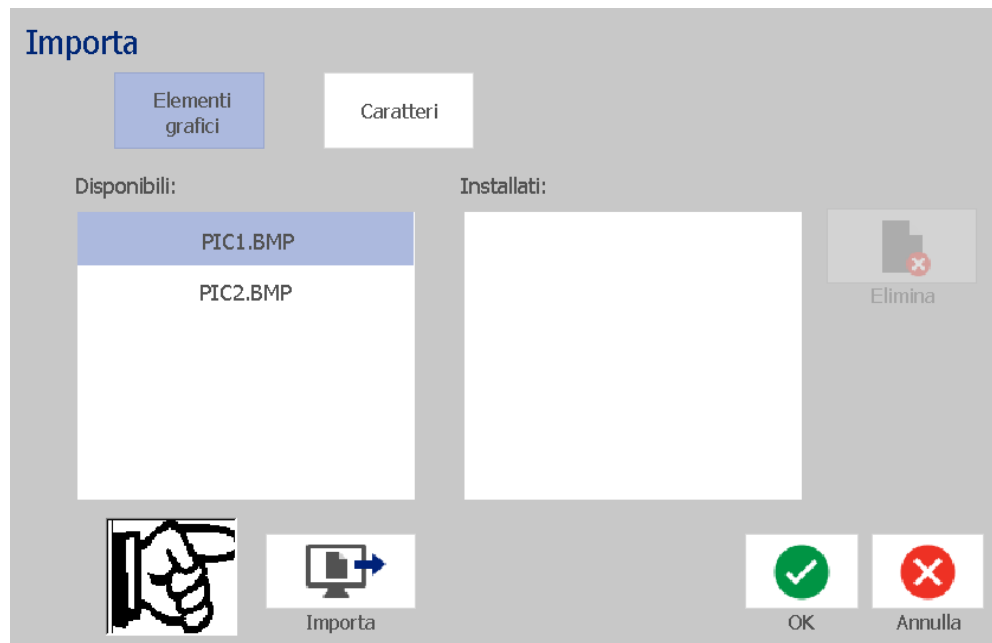 Importa
Elementi
grafici
Caratteri
Disponibili:
Installati:
PIC1.BMP
PIC2.BMP
Elimina
Importa
OK
Annulla